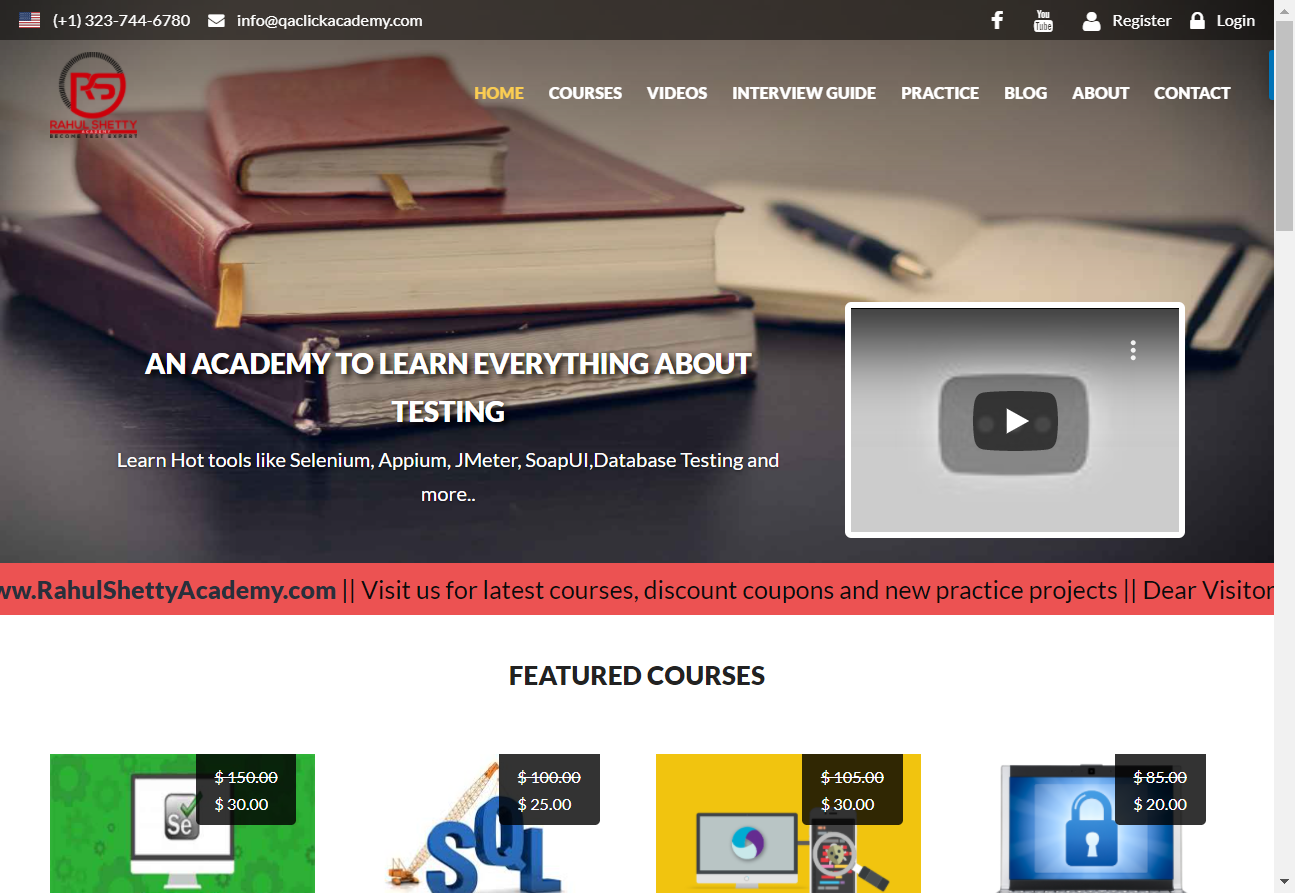 (+1) 323-744-6780 info@qaclickacademy.com You Tube Register Login
RS
RAHUL SHETTY
ACADEMY
HOME COURSES VIDEOS INTERVIEW GUIDE PRACTICE BLOG ABOUT CONTACT
AN ACADEMY TO LEARN EVERYTHING ABOUT
TESTING
Learn Hot tools like Selenium, Appium, JMeter, SoapUI,Database Testing and
more..
ww.RahulShettyAcademy.com || Visit us for latest courses, discount coupons and new practice projects || Dear Visitor
FEATURED COURSES
$ 150.00 $ 100.00 $ 105.00 $ 85.00
$ 30.00 $ 25.00 $ 30.00 $ 20.00
Se SQL